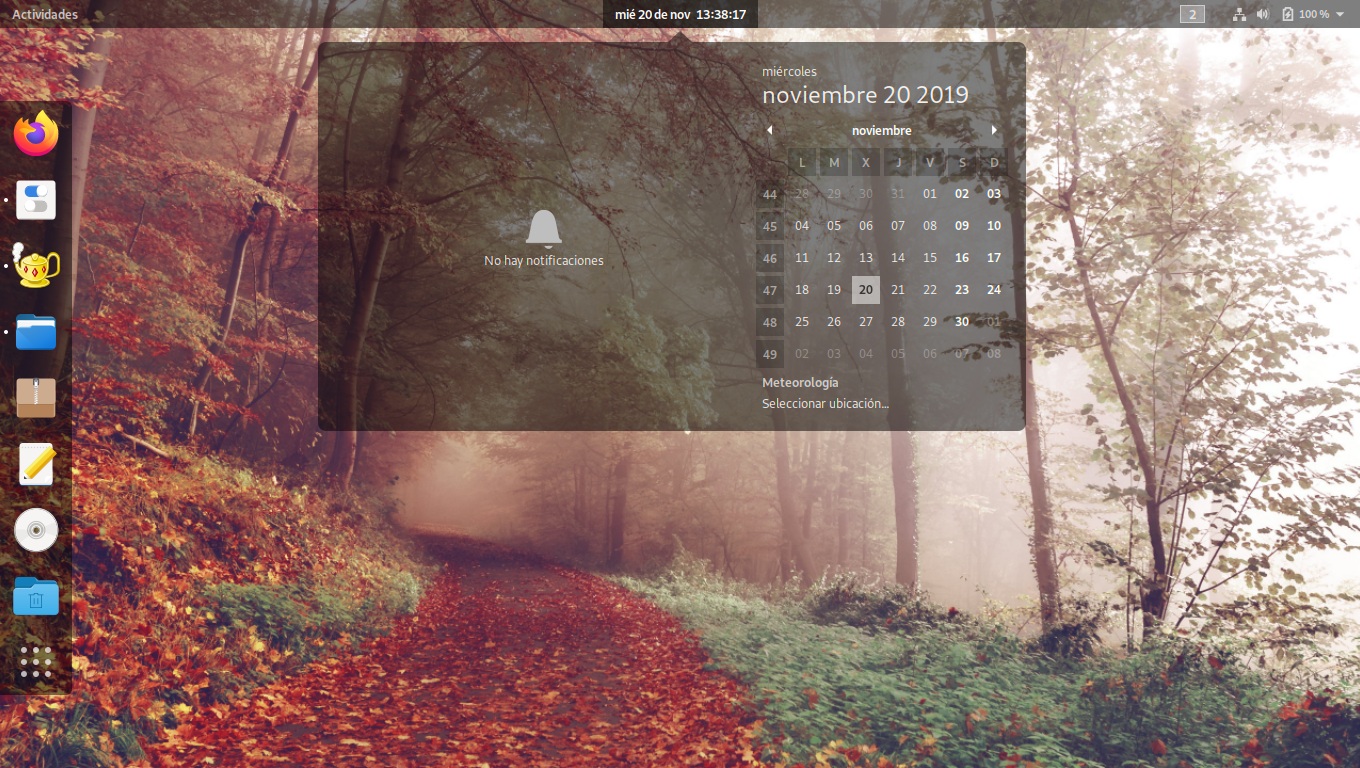 Actividades
mié 20 de nov 13:38:17
2
100 %
miércoles
noviembre 20 2019
noviembre
L M X J V S D
44 28 29 30 31 01 02 03
45 04 05 06 07 08 09 10
46 11 12 13 14 15 16 17
47 18 19 20 21 22 23 24
48 25 26 27 28 29 30 01
49 02 03 04 05 06 07 08
No hay notificaciones
Meteorología
Seleccionar ubicación...